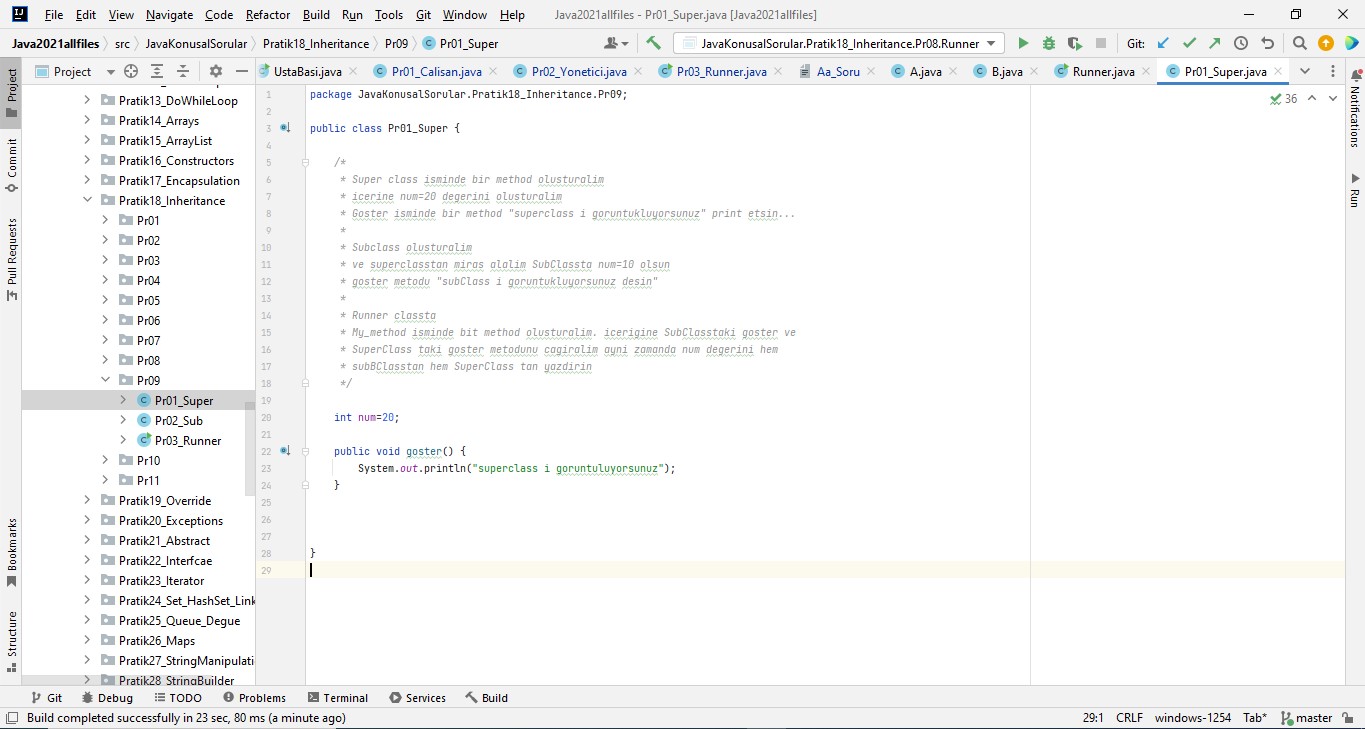 File Edit View Navigate Code Refactor Build Run Tools Git Window Help Java2021allfiles - Pr01_Super.java [Java2021allfiles]
Java2021allfiles src JavaKonusalSorular Pratik18_Inheritance Pr09 Pr01_Super JavaKonusalSorular.Pratik18_Inheritance.Pr08.Runner Git:
Project UstaBasi.java Pr01_Calisan.java Pr02_Yonetici.java Pr03_Runner.java Aa_Soru A.java B.java Runner.java Pr01_Super.java
Project
Commit
Pull Requests
Bookmarks
Structure
Pratik13_DoWhileLoop
Pratik14_Arrays
Pratik15_ArrayList
Pratik16_Constructors
Pratik17_Encapsulation
Pratik18_Inheritance
Pr01
Pr02
Pr03
Pr04
Pr05
Pr06
Pr07
Pr08
Pr09
Pr01_Super
Pr02_Sub
Pr03_Runner
Pr10
Pr11
Pratik19_Override
Pratik20_Exceptions
Pratik21_Abstract
Pratik22_Interfcae
Pratik23_Iterator
Pratik24_Set_HashSet_Link
Pratik25_Queue_Degue
Pratik26_Maps
Pratik27_StringManipulati
Pratik28_StringBuilder
1 package JavaKonusalSorular.Pratik18_Inheritance.Pr09;
2
3 public class Pr01_Super {
4
5 /*
6 * Super class isminde bir method olusturalim
7 * icerine num=20 degerini olusturalim
8 * Goster isminde bir method "superclass i goruntukluyorsunuz" print etsin...
9 *
10 * Subclass olusturalim
11 * ve superclasstan miras alalim SubClassta num=10 olsun
12 * goster metodu "subClass i goruntukluyorsunuz desin"
13 *
14 * Runner classta
15 * My_method isminde bit method olusturalim. icerigine SubClasstaki goster ve
16 * SuperClass taki goster metodunu cagiralim ayni zamanda num degerini hem
17 * subBClasstan hem SuperClass tan yazdirin
18 */
19
20 int num=20;
21
22 public void goster() {
23 System.out.println("superclass i goruntuluyorsunuz");
24 }
25
26
27
28 }
29
36
Notifications
Run
Git Debug TODO Problems Terminal Services Build
Build completed successfully in 23 sec, 80 ms (a minute ago) 29:1 CRLF windows-1254 Tab* master